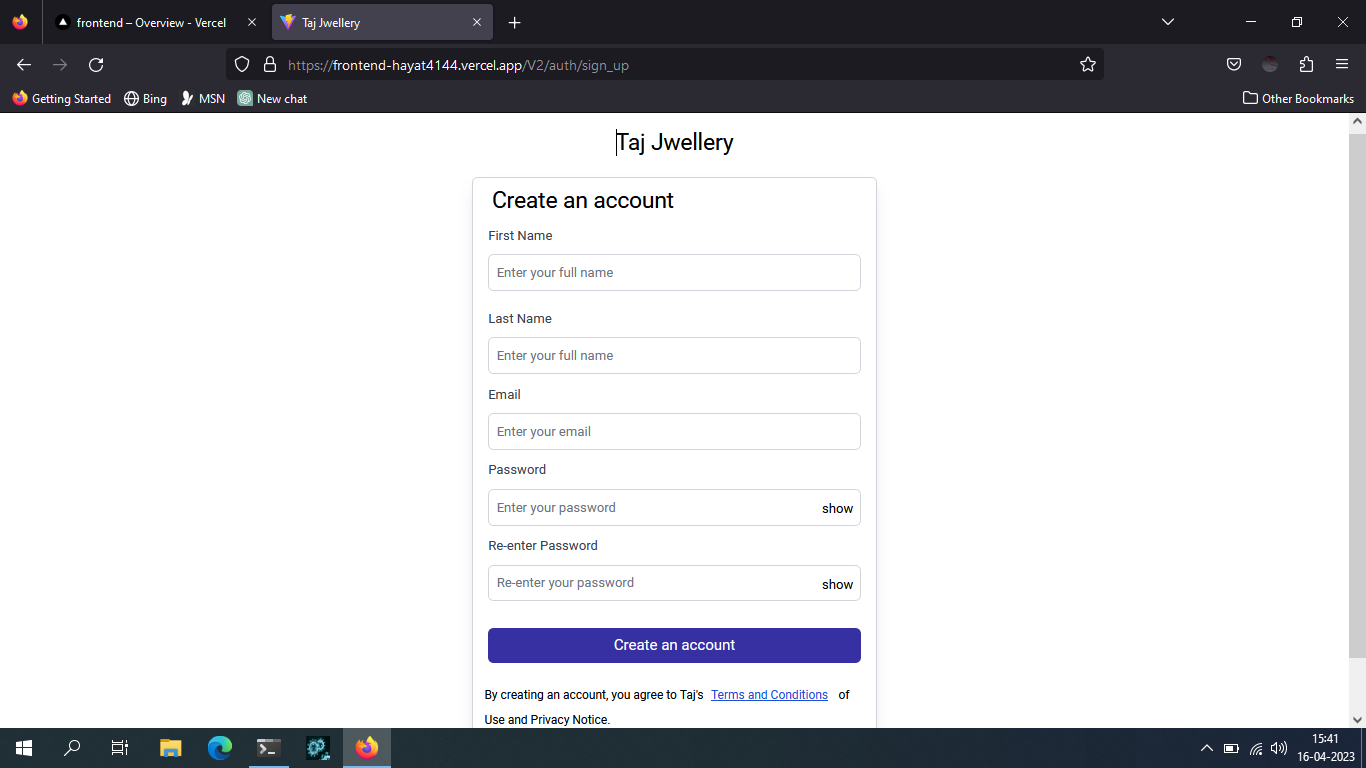 frontend – Overview - Vercel
Taj Jwellery
https://frontend-hayat4144.vercel.app/V2/auth/sign_up
Getting Started Bing MSN New chat Other Bookmarks
Taj Jwellery
Create an account
First Name
Enter your full name
Last Name
Enter your full name
Email
Enter your email
Password
Enter your password show
Re-enter Password
Re-enter your password show
Create an account
By creating an account, you agree to Taj's Terms and Conditions of
Use and Privacy Notice.
15:41
16-04-2023